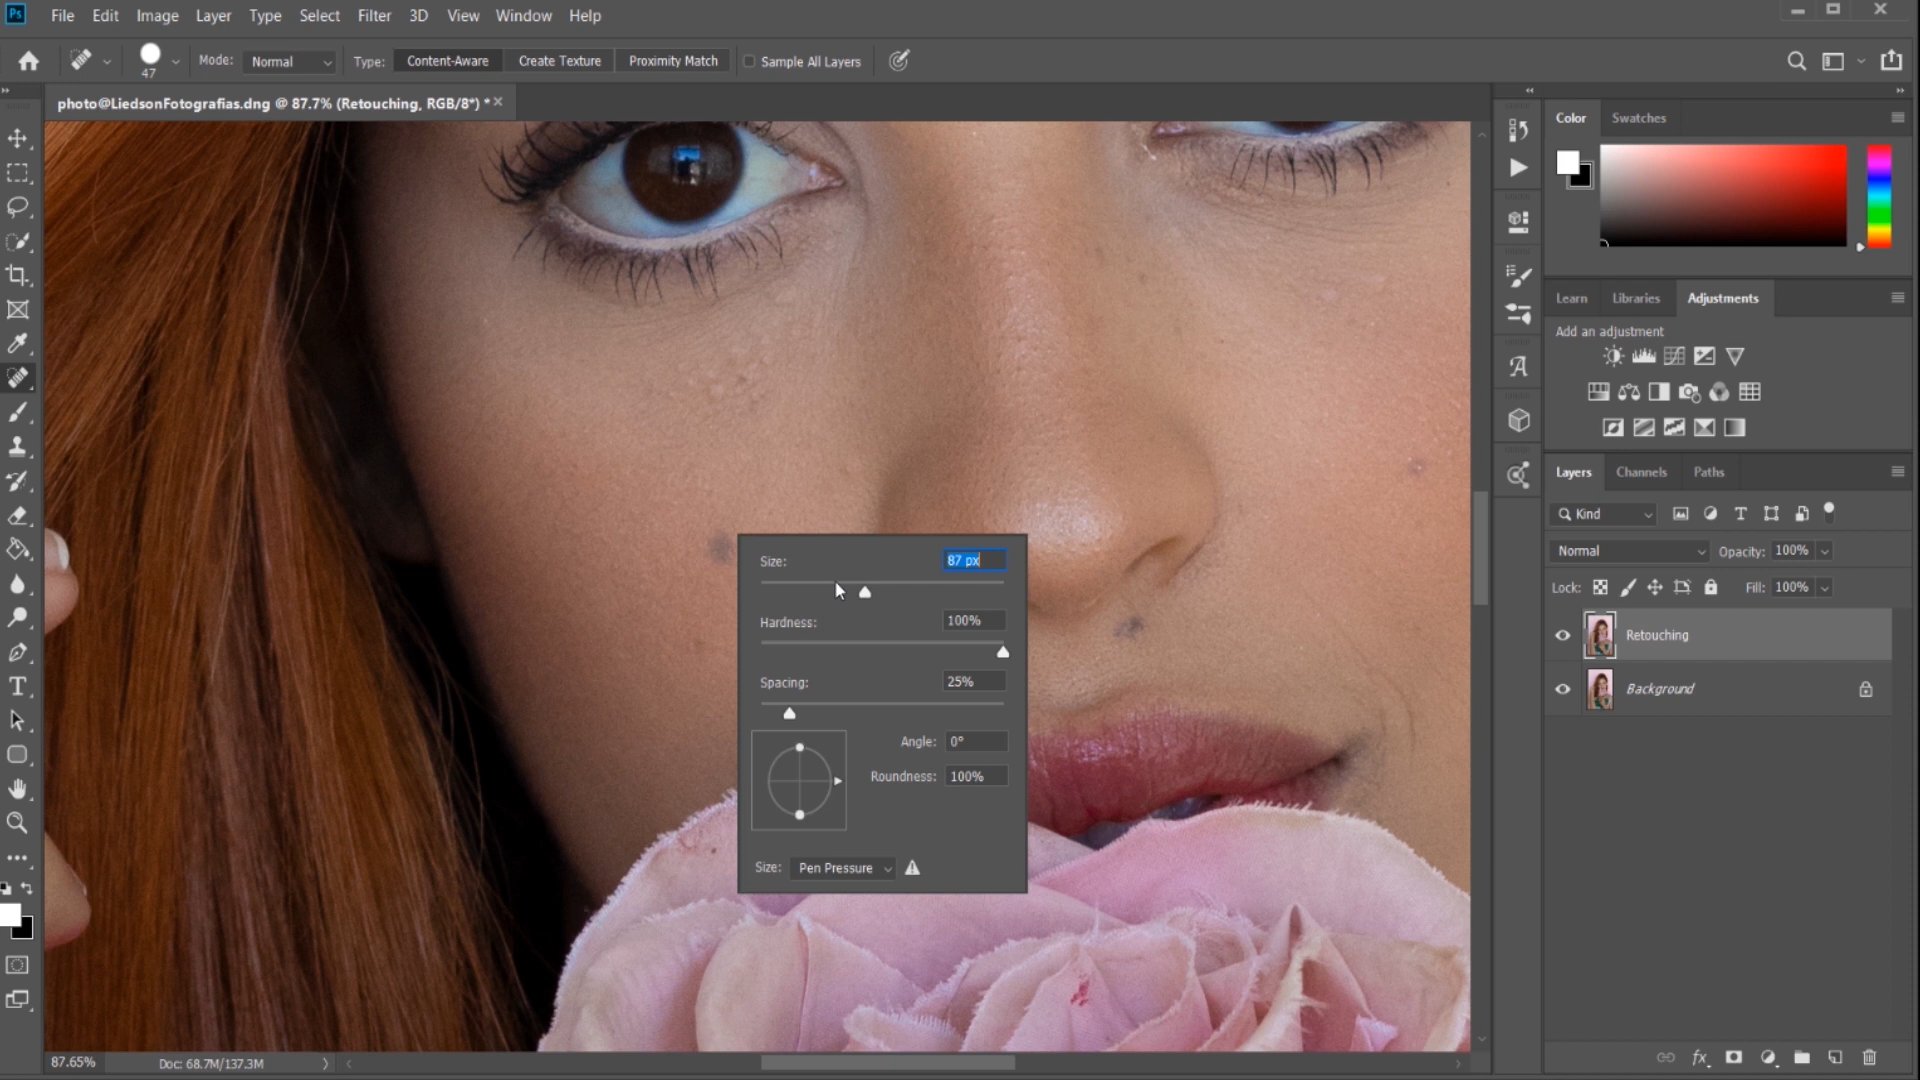 Ps File Edit Image Layer Type Select Filter 3D View Window Help
47 Mode: Normal Type: Content-Aware Create Texture Proximity Match Sample All Layers
photo@LiedsonFotografias.dng @ 87.7% (Retouching, RGB/8*) *
Color Swatches
Learn Libraries Adjustments
Add an adjustment
Layers Channels Paths
Kind
Normal Opacity: 100%
Lock: Fill: 100%
Retouching
Background
Size: 87 px
Hardness: 100%
Spacing: 25%
Angle: 0°
Roundness: 100%
Size: Pen Pressure
87.65% Doc: 68.7M/137.3M